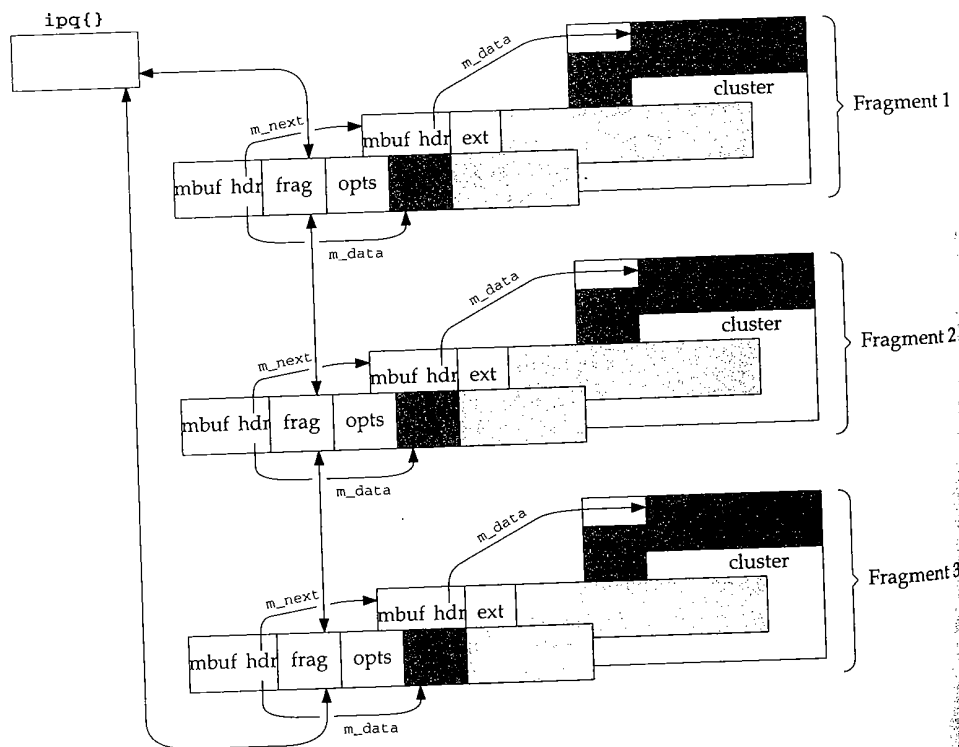 ipq{}
m_data
cluster
Fragment 1
m_next
mbuf hdr ext
mbuf hdr frag opts
m_data
m_data
cluster
Fragment 2
m_next
mbuf hdr ext
mbuf hdr frag opts
m_data
m_data
cluster
Fragment 3
m_next
mbuf hdr ext
mbuf hdr frag opts
m_data